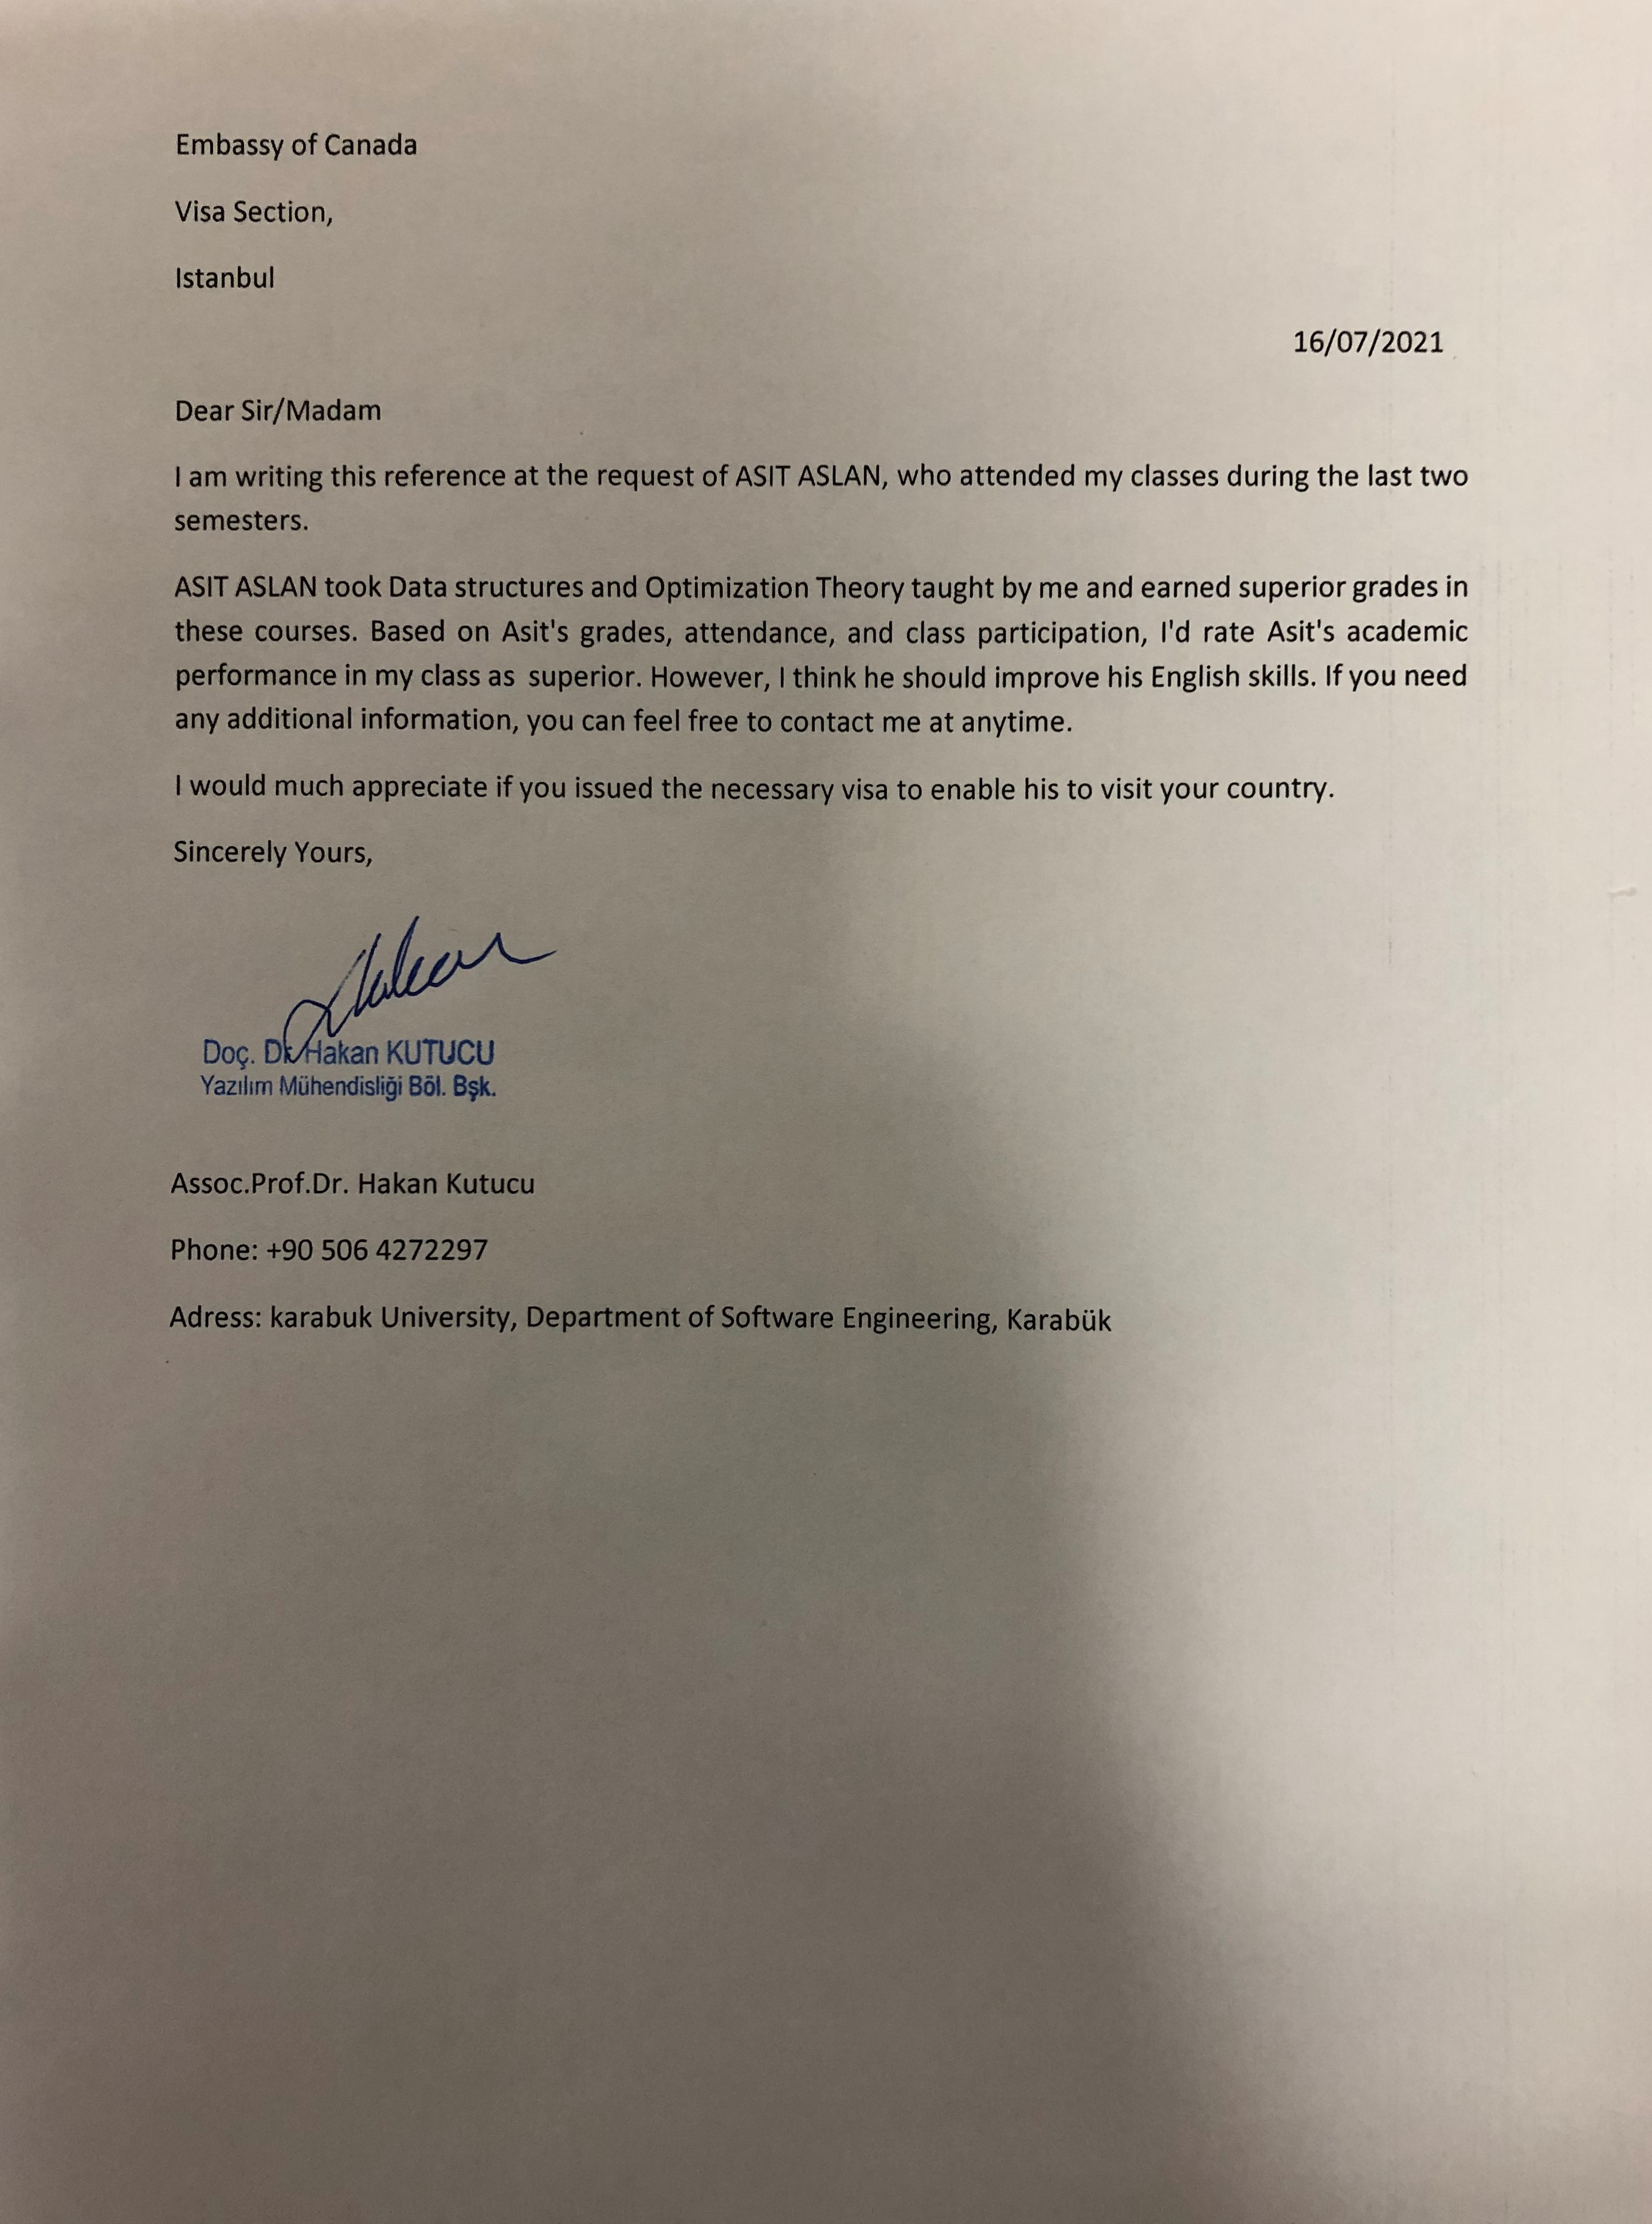 Embassy of Canada
Visa Section,
Istanbul
16/07/2021
Dear Sir/Madam
I am writing this reference at the request of ASIT ASLAN, who attended my classes during the last two
semesters.
ASIT ASLAN took Data structures and Optimization Theory taught by me and earned superior grades in
these courses. Based on Asit's grades, attendance, and class participation, I'd rate Asit's academic
performance in my class as superior. However, I think he should improve his English skills. If you need
any additional information, you can feel free to contact me at anytime.
I would much appreciate if you issued the necessary visa to enable his to visit your country.
Sincerely Yours,
Doç. Dr. Hakan KUTUCU
Yazılım Mühendisliği Böl. Bşk.
Assoc.Prof.Dr. Hakan Kutucu
Phone: +90 506 4272297
Adress: karabuk University, Department of Software Engineering, Karabük